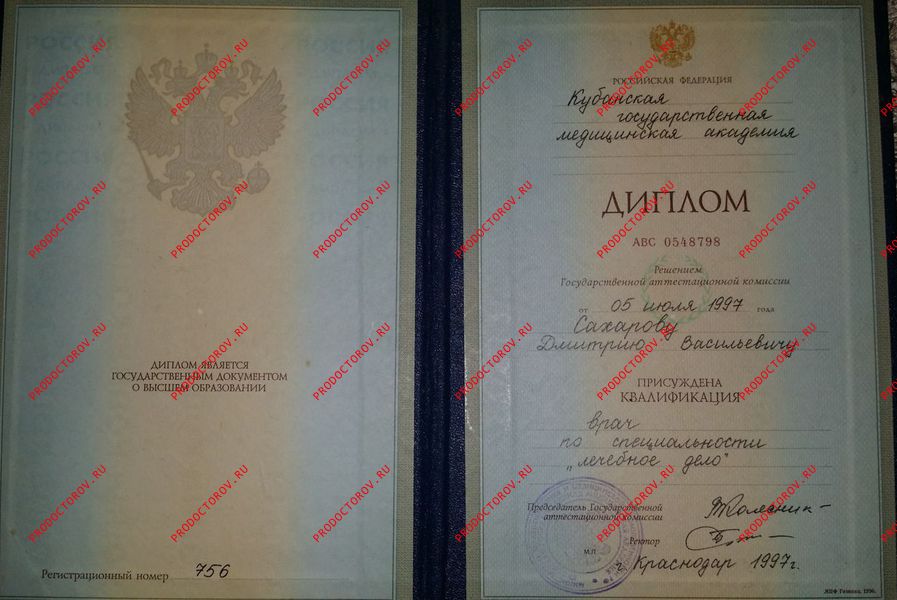 ДИПЛОМ ЯВЛЯЕТСЯ
ГОСУДАРСТВЕННЫМ ДОКУМЕНТОМ
О ВЫСШЕМ ОБРАЗОВАНИИ
Регистрационный номер 756
РОССИЙСКАЯ ФЕДЕРАЦИЯ
Кубанская
государственная
медицинская академия
ДИПЛОМ
АВС 0548798
Решением
Государственной аттестационной комиссии
от 05 июля 1997 года
Сахарову
Дмитрию Васильевичу
ПРИСУЖДЕНА
КВАЛИФИКАЦИЯ
врач
по специальности
„лечебное дело"
Председатель Государственной
аттестационной комиссии
Ректор
М.П.
г. Краснодар 1997г.
PRODOCTOROV.RU